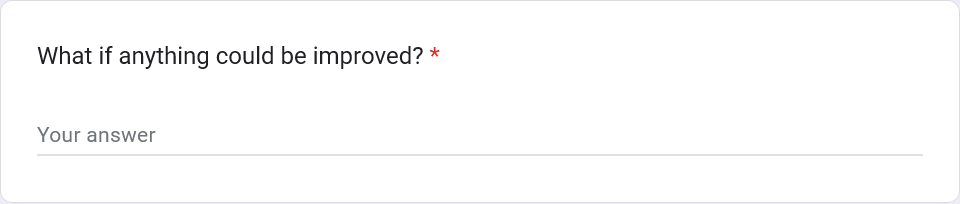 What if anything could be improved? *
Your answer